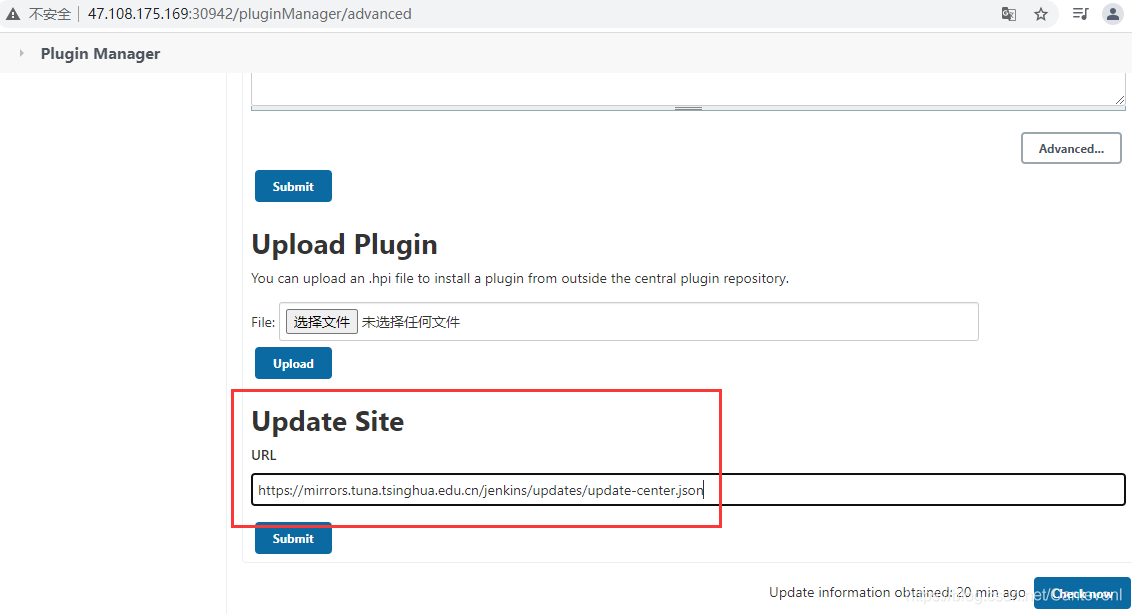 不安全 47.108.175.169:30942/pluginManager/advanced
Plugin Manager
Advanced...
Submit
Upload Plugin
You can upload an .hpi file to install a plugin from outside the central plugin repository.
File: 选择文件 未选择任何文件
Upload
Update Site
URL
https://mirrors.tuna.tsinghua.edu.cn/jenkins/updates/update-center.json
Submit
Update information obtained: 20 min ago Check now